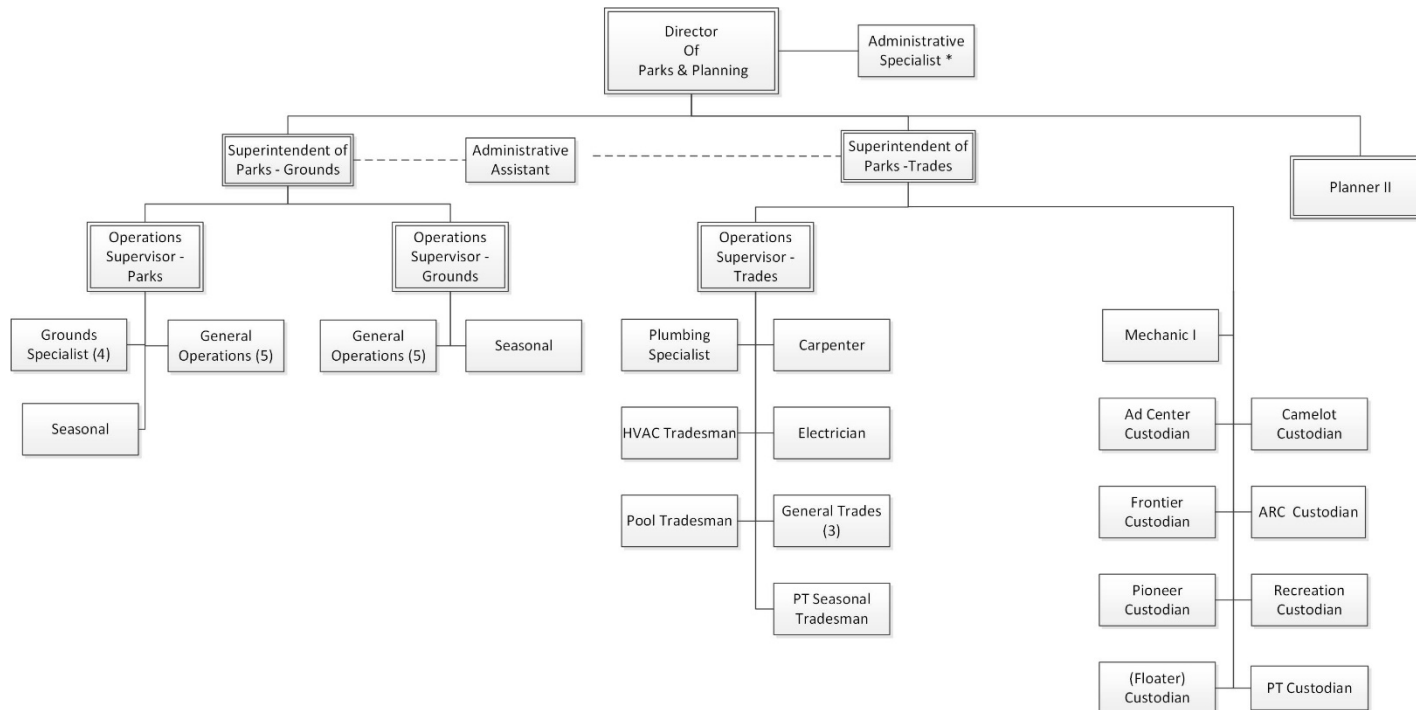 Director
Of
Parks & Planning
Administrative
Specialist *
Superintendent of
Parks - Grounds
Administrative
Assistant
Superintendent of
Parks -Trades
Planner II
Operations
Supervisor -
Parks
Operations
Supervisor -
Grounds
Operations
Supervisor -
Trades
Grounds
Specialist (4)
General
Operations (5)
General
Operations (5)
Seasonal
Plumbing
Specialist
Carpenter
Mechanic I
Seasonal
HVAC Tradesman
Electrician
Ad Center
Custodian
Camelot
Custodian
Pool Tradesman
General Trades
(3)
Frontier
Custodian
ARC  Custodian
PT Seasonal
Tradesman
Pioneer
Custodian
Recreation
Custodian
(Floater)
Custodian
PT Custodian